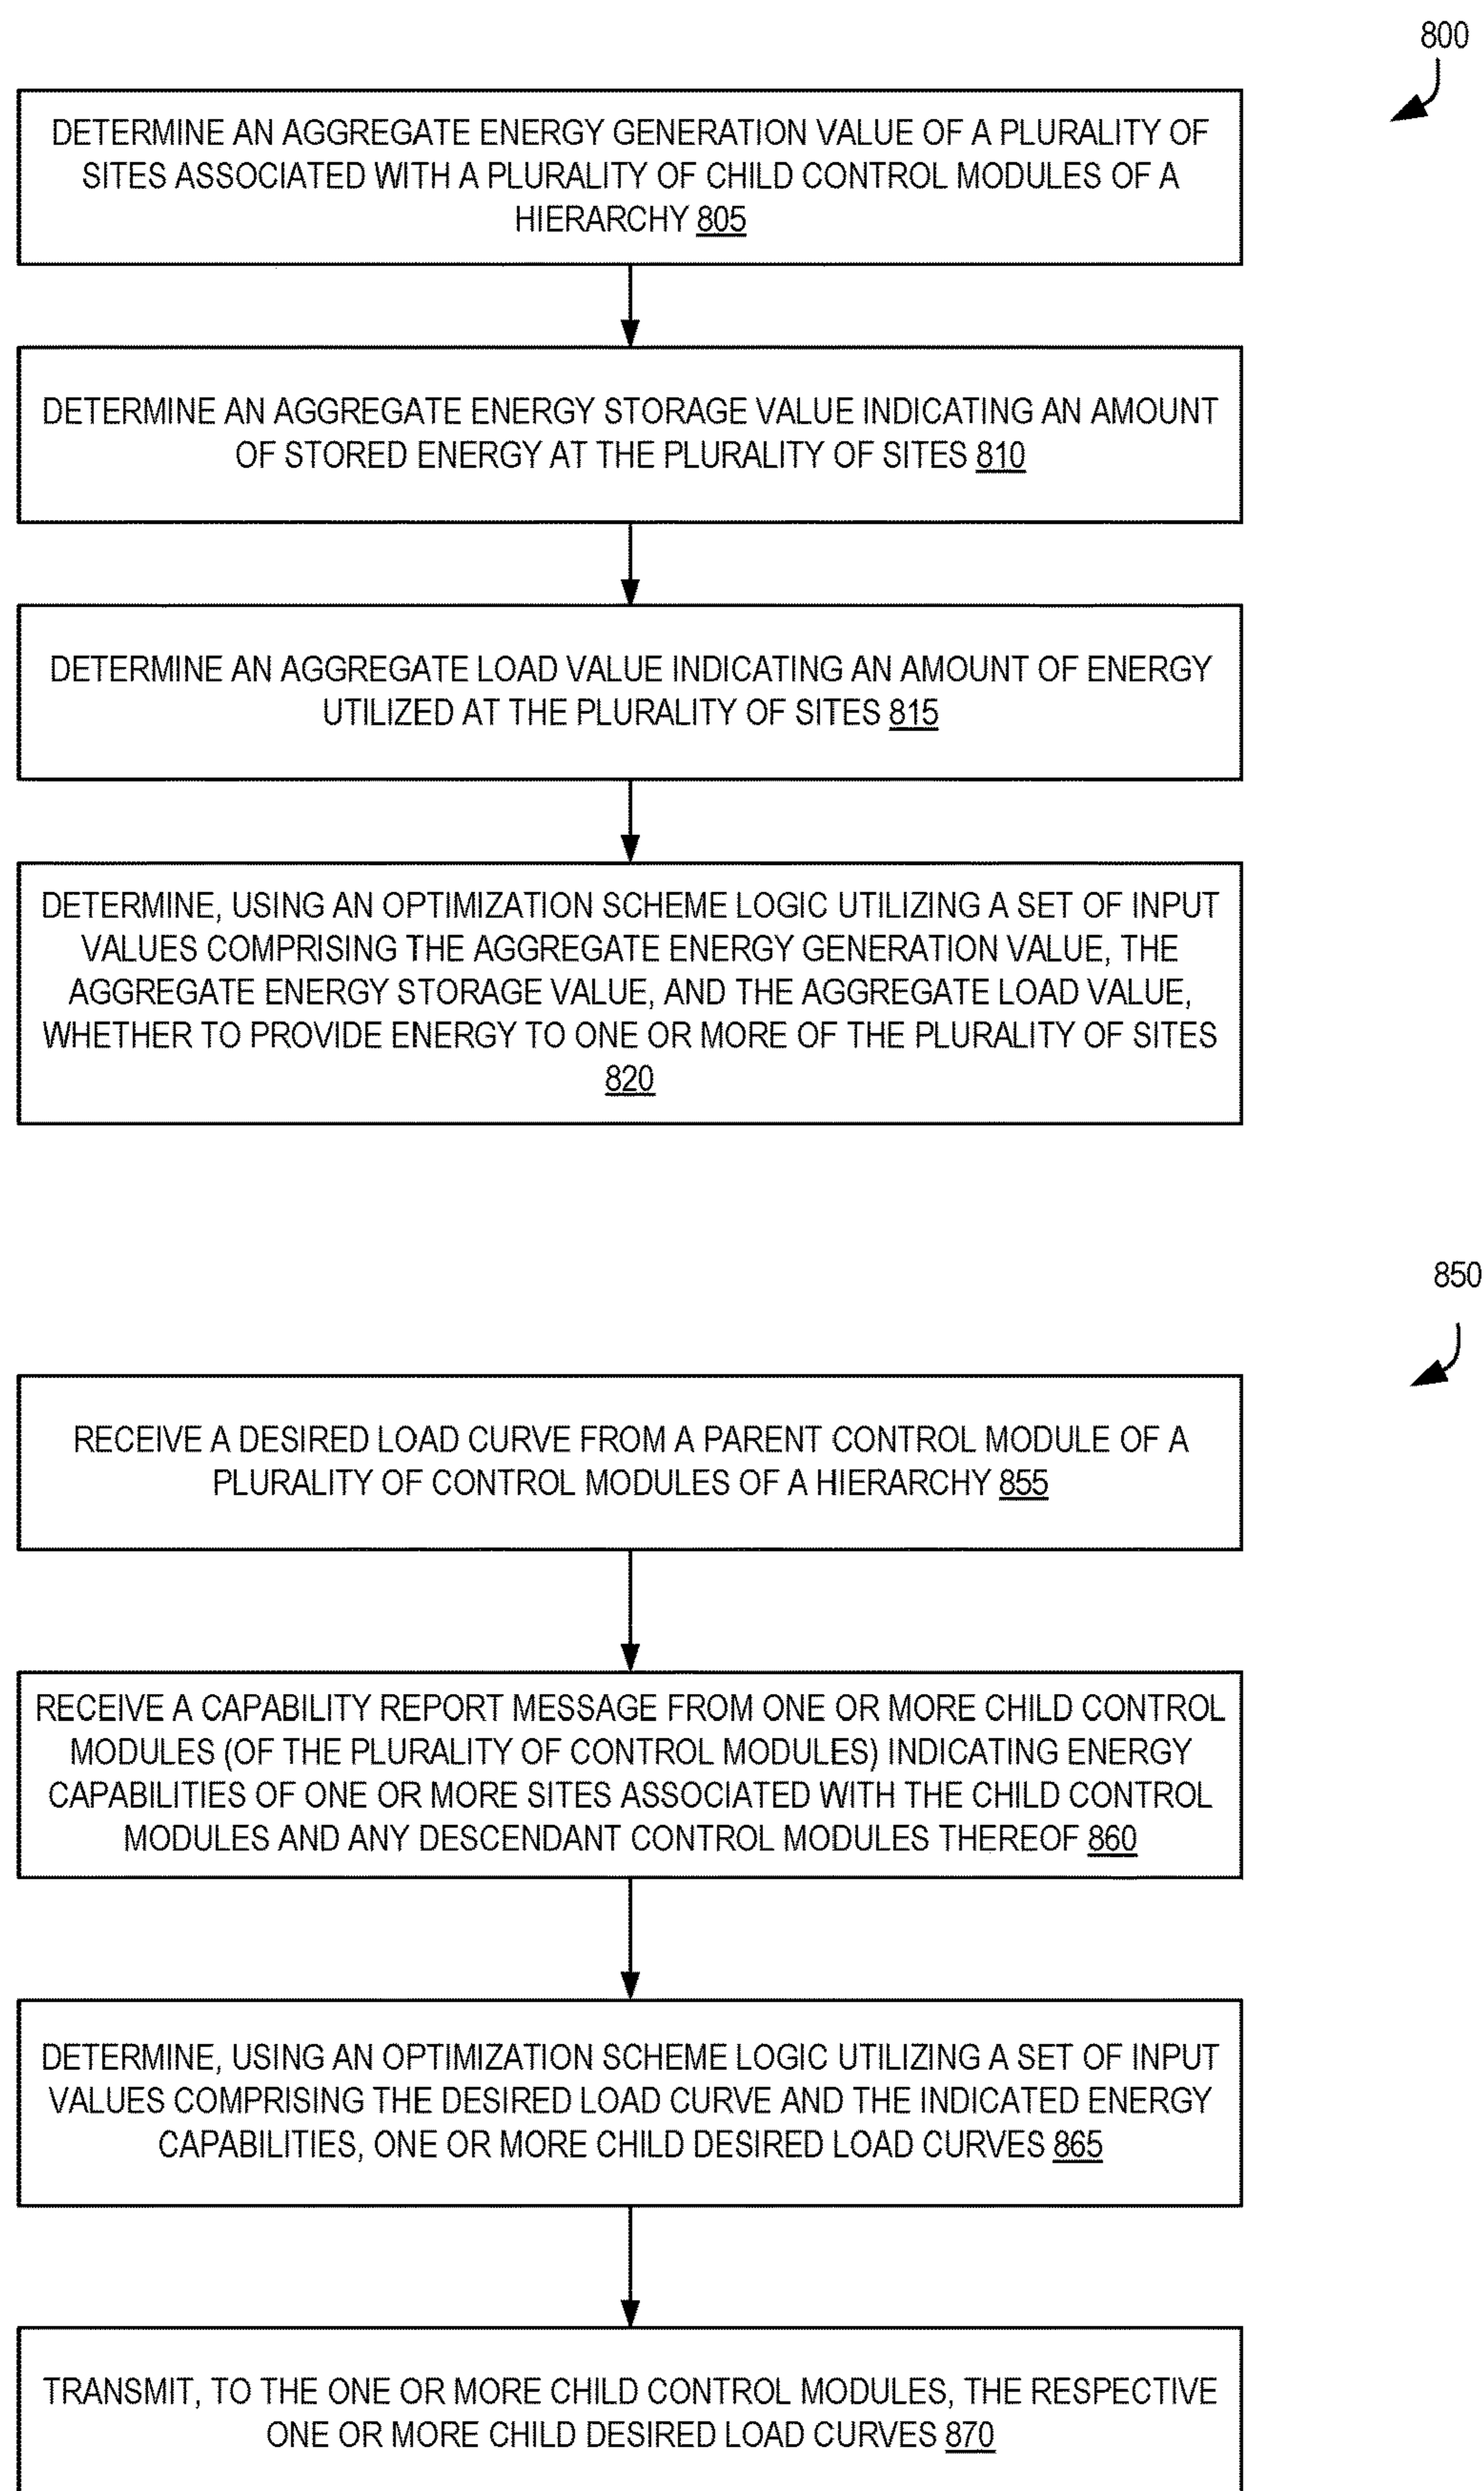 800
DETERMINE AN AGGREGATE ENERGY GENERATION VALUE OF A PLURALITY OF
SITES ASSOCIATED WITH A PLURALITY OF CHILD CONTROL MODULES OF A
HIERARCHY 805
DETERMINE AN AGGREGATE ENERGY STORAGE VALUE INDICATING AN AMOUNT
OF STORED ENERGY AT THE PLURALITY OF SITES 810
DETERMINE AN AGGREGATE LOAD VALUE INDICATING AN AMOUNT OF ENERGY
UTILIZED AT THE PLURALITY OF SITES 815
DETERMINE, USING AN OPTIMIZATION SCHEME LOGIC UTILIZING A SET OF INPUT
VALUES COMPRISING THE AGGREGATE ENERGY GENERATION VALUE, THE
AGGREGATE ENERGY STORAGE VALUE, AND THE AGGREGATE LOAD VALUE,
WHETHER TO PROVIDE ENERGY TO ONE OR MORE OF THE PLURALITY OF SITES
820
850
RECEIVE A DESIRED LOAD CURVE FROM A PARENT CONTROL MODULE OF A
PLURALITY OF CONTROL MODULES OF A HIERARCHY 855
RECEIVE A CAPABILITY REPORT MESSAGE FROM ONE OR MORE CHILD CONTROL
MODULES (OF THE PLURALITY OF CONTROL MODULES) INDICATING ENERGY
CAPABILITIES OF ONE OR MORE SITES ASSOCIATED WITH THE CHILD CONTROL
MODULES AND ANY DESCENDANT CONTROL MODULES THEREOF 860
DETERMINE, USING AN OPTIMIZATION SCHEME LOGIC UTILIZING A SET OF INPUT
VALUES COMPRISING THE DESIRED LOAD CURVE AND THE INDICATED ENERGY
CAPABILITIES, ONE OR MORE CHILD DESIRED LOAD CURVES 865
TRANSMIT, TO THE ONE OR MORE CHILD CONTROL MODULES, THE RESPECTIVE
ONE OR MORE CHILD DESIRED LOAD CURVES 870